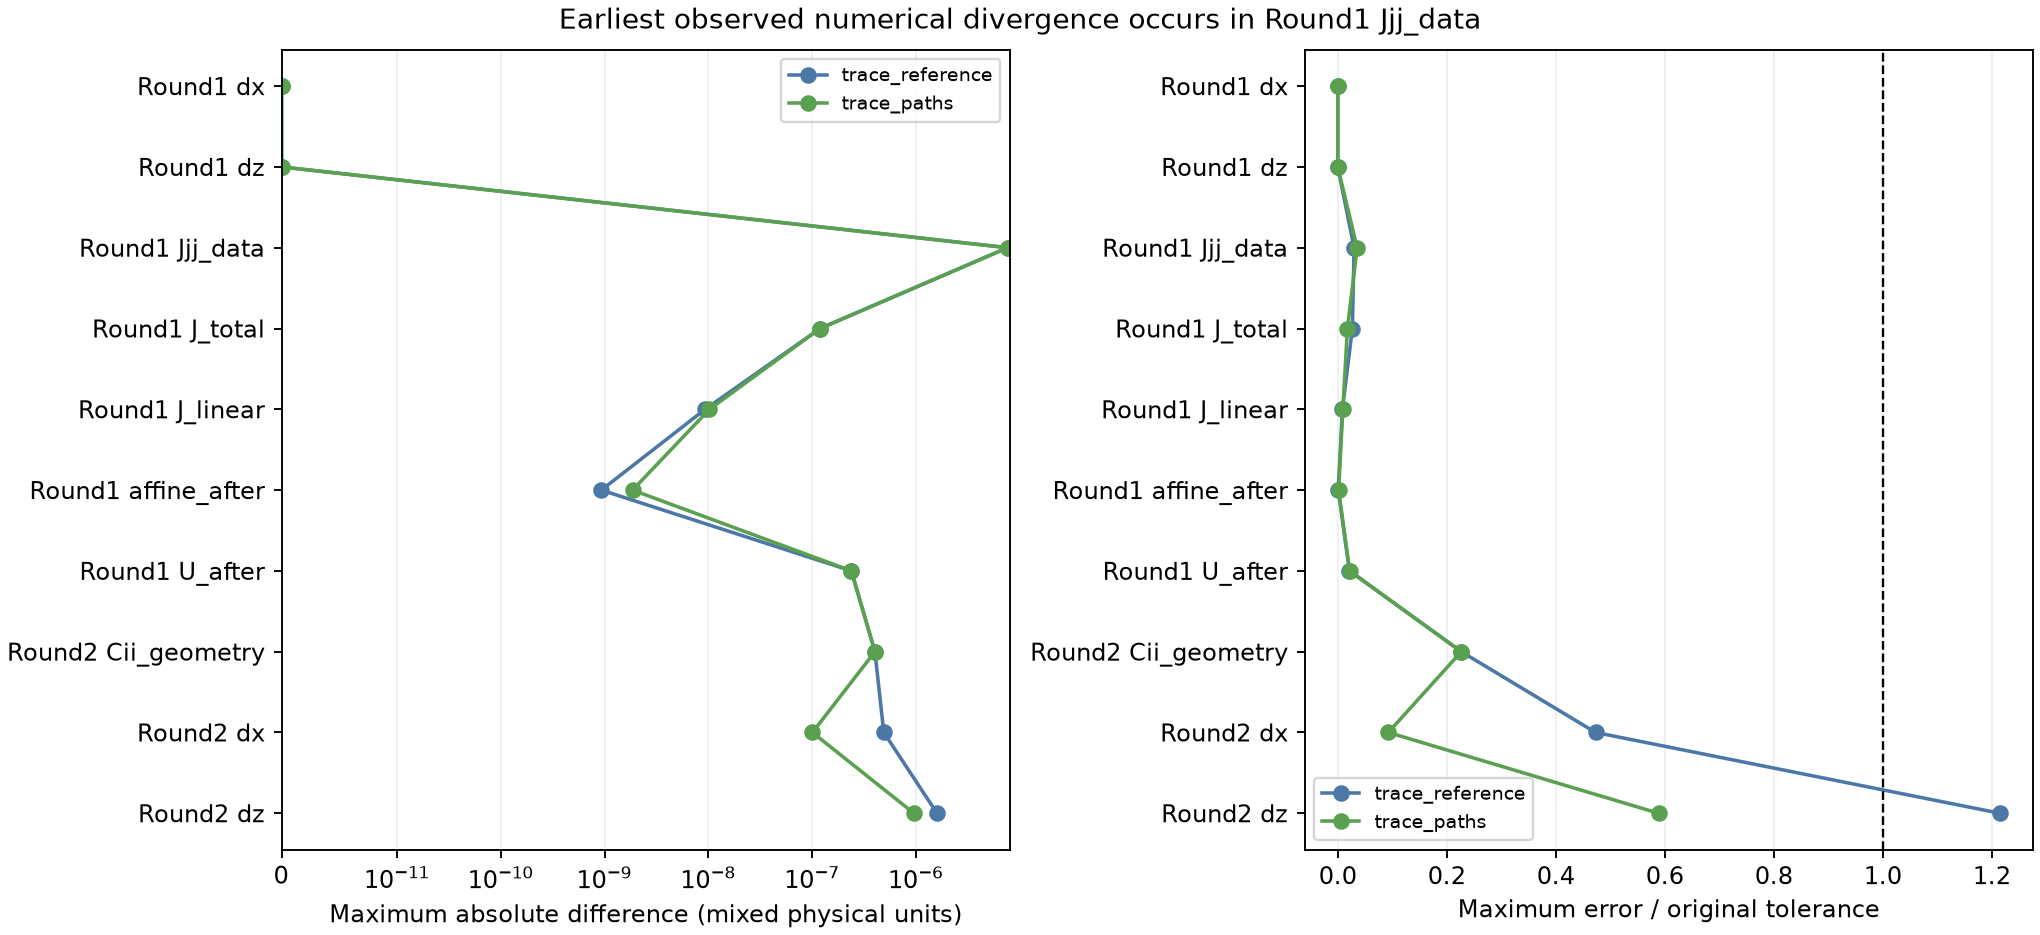 Earliest observed numerical divergence occurs in Round1 Jjj_data
Round1 dx
Round1 dz
Round1 Jjj_data
Round1 J_total
Round1 J_linear
Round1 affine_after
Round1 U_after
Round2 Cii_geometry
Round2 dx
Round2 dz
trace_reference
trace_paths
0 10⁻¹¹ 10⁻¹⁰ 10⁻⁹ 10⁻⁸ 10⁻⁷ 10⁻⁶
Maximum absolute difference (mixed physical units)
Round1 dx
Round1 dz
Round1 Jjj_data
Round1 J_total
Round1 J_linear
Round1 affine_after
Round1 U_after
Round2 Cii_geometry
Round2 dx
Round2 dz
trace_reference
trace_paths
0.0 0.2 0.4 0.6 0.8 1.0 1.2
Maximum error / original tolerance